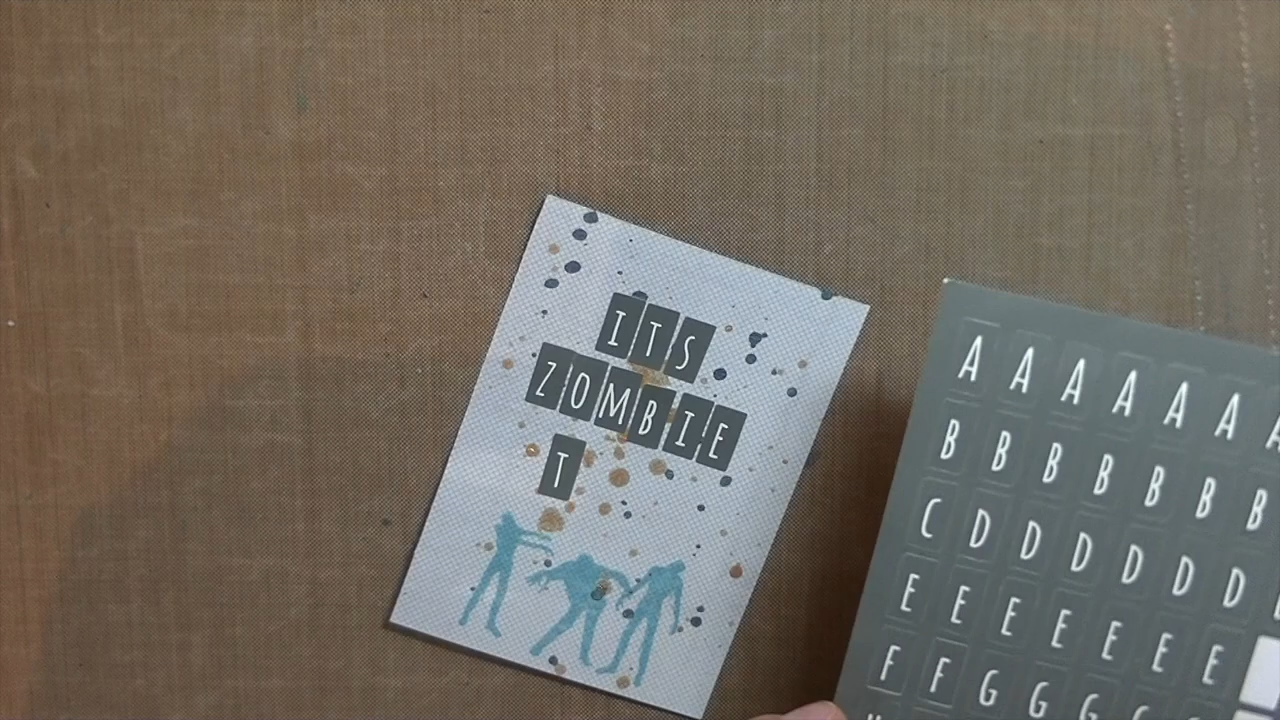 ITS
ZOMBIE
T
A A A A A A A
B B B B B B B
C D D D D D D
E E E E E E E
F F G G G G